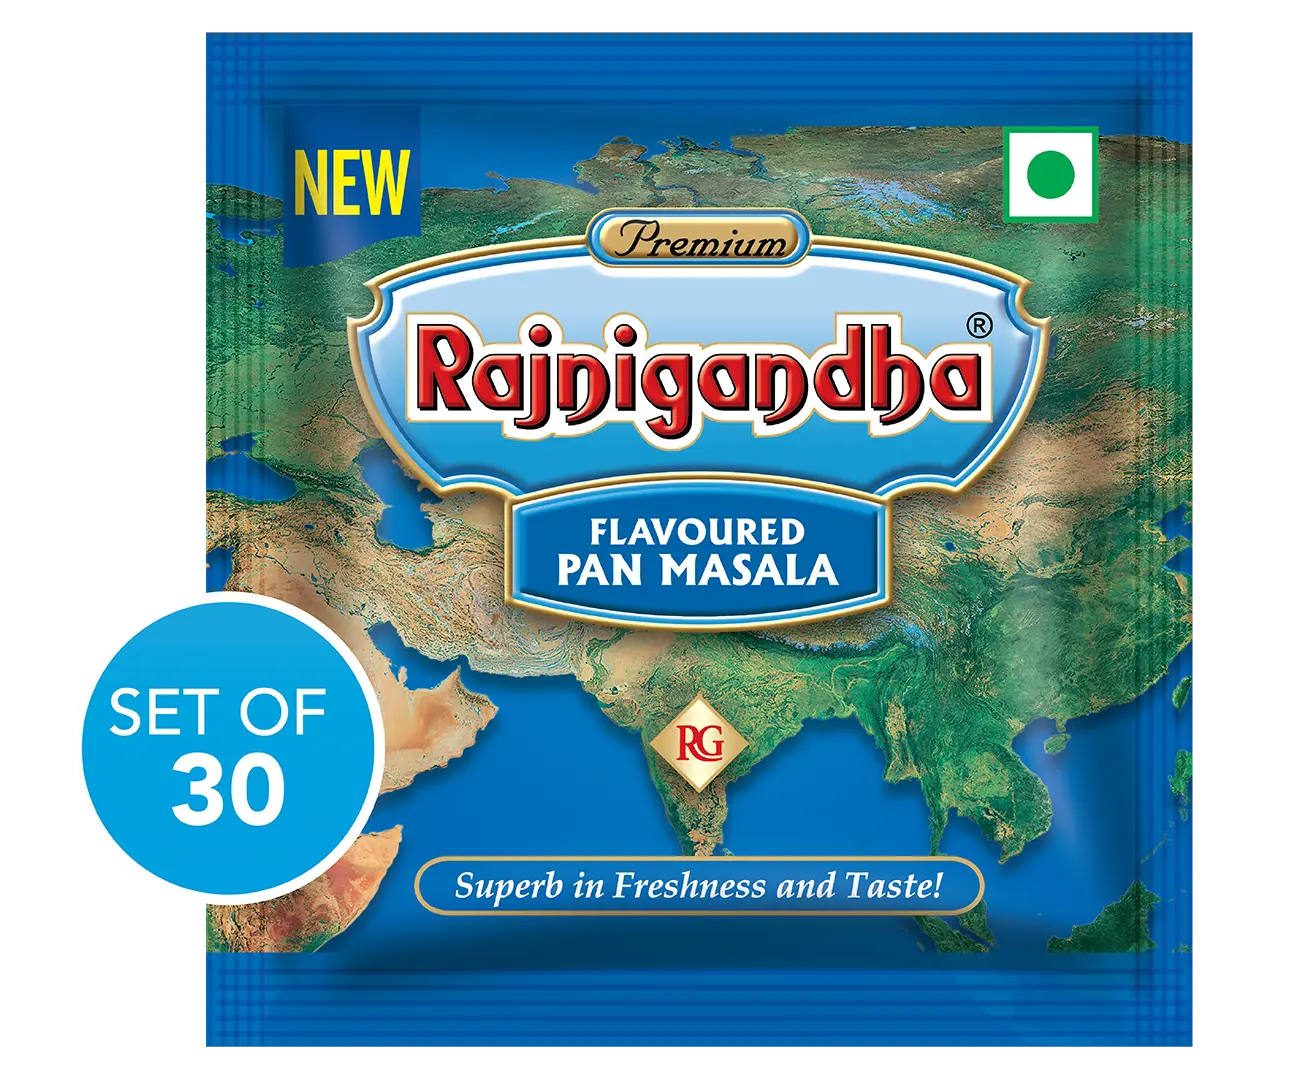 NEW
Premium
Rajnigandha®
FLAVOURED
PAN MASALA
SET OF
30
RG
Superb in Freshness and Taste!